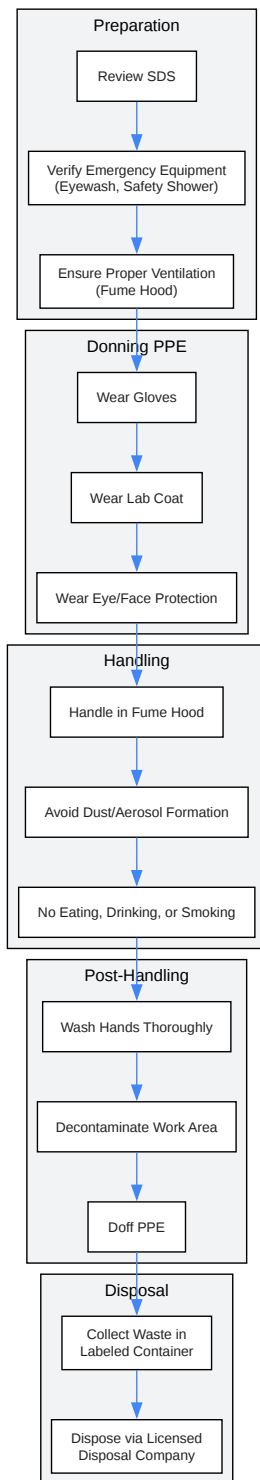 Preparation
Review SDS
Verify Emergency Equipment
(Eyewash, Safety Shower)
Ensure Proper Ventilation
(Fume Hood)
Donning PPE
Wear Gloves
Wear Lab Coat
Wear Eye/Face Protection
Handling
Handle in Fume Hood
Avoid Dust/Aerosol Formation
No Eating, Drinking, or Smoking
Post-Handling
Wash Hands Thoroughly
Decontaminate Work Area
Doff PPE
Disposal
Collect Waste in
Labeled Container
Dispose via Licensed
Disposal Company